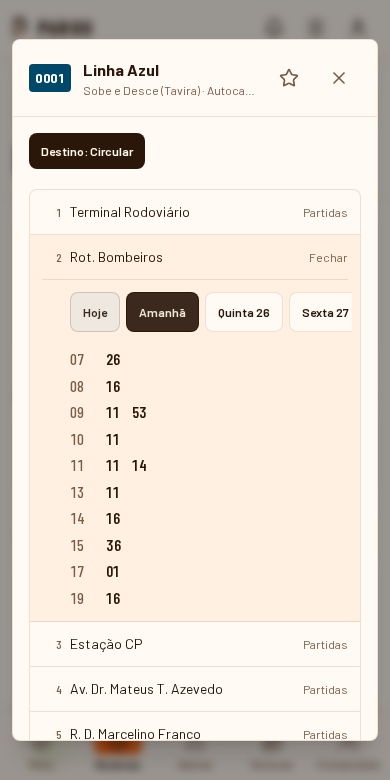 0001 Linha Azul
Sobe e Desce (Tavira) · Autoca...
Destino: Circular
1 Terminal Rodoviário Partidas
2 Rot. Bombeiros Fechar
Hoje Amanhã Quinta 26 Sexta 27
07 26
08 16
09 11 53
10 11
11 11 14
13 11
14 16
15 36
17 01
19 16
3 Estação CP Partidas
4 Av. Dr. Mateus T. Azevedo Partidas
5 R. D. Marcelino Franco Partidas